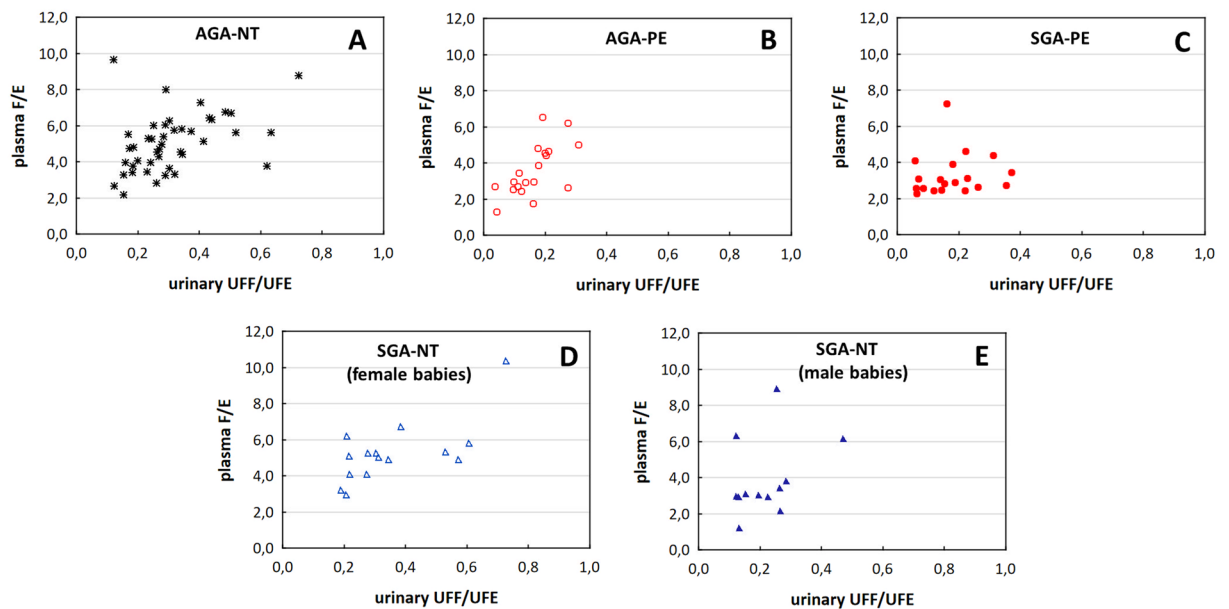 AGA-NT
A
12,0
10,0
8,0
6,0
4,0
2,0
0,0
plasma F/E
0,0 0,2 0,4 0,6 0,8 1,0
urinary UFF/UFE
AGA-PE
B
12,0
10,0
8,0
6,0
4,0
2,0
0,0
plasma F/E
0,0 0,2 0,4 0,6 0,8 1,0
urinary UFF/UFE
SGA-PE
C
12,0
10,0
8,0
6,0
4,0
2,0
0,0
plasma F/E
0,0 0,2 0,4 0,6 0,8 1,0
urinary UFF/UFE
SGA-NT
(female babies)
D
12,0
10,0
8,0
6,0
4,0
2,0
0,0
plasma F/E
0,0 0,2 0,4 0,6 0,8 1,0
urinary UFF/UFE
SGA-NT
(male babies)
E
12,0
10,0
8,0
6,0
4,0
2,0
0,0
plasma F/E
0,0 0,2 0,4 0,6 0,8 1,0
urinary UFF/UFE